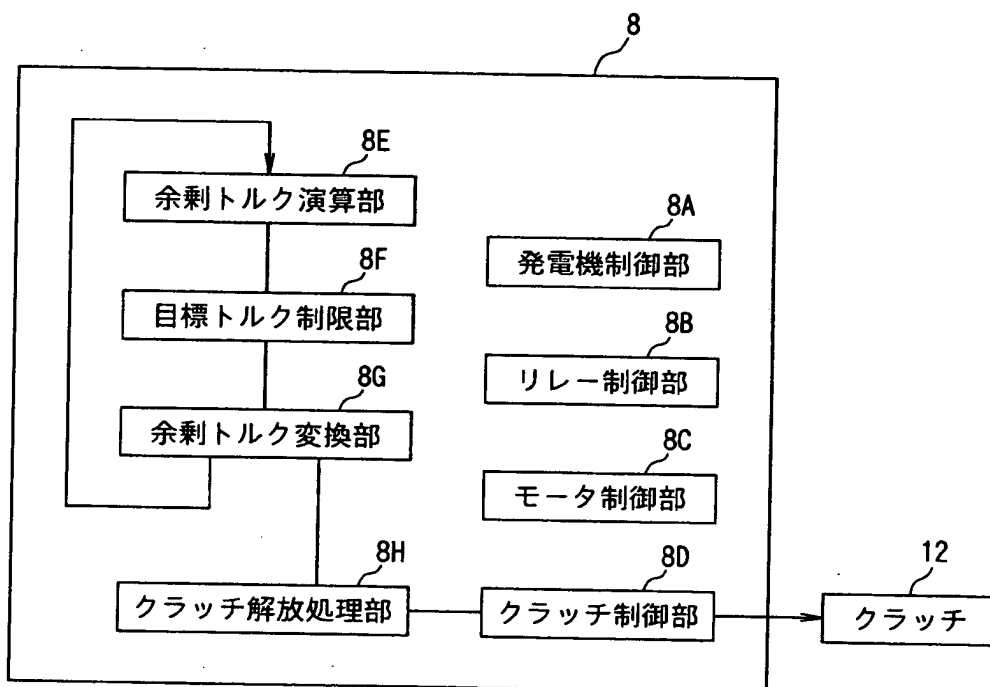 8
8E
余剰トルク演算部
8A
発電機制御部
8F
目標トルク制限部
8B
リレー制御部
8G
余剰トルク変換部
8C
モータ制御部
8H
クラッチ解放処理部
8D
クラッチ制御部
12
クラッチ